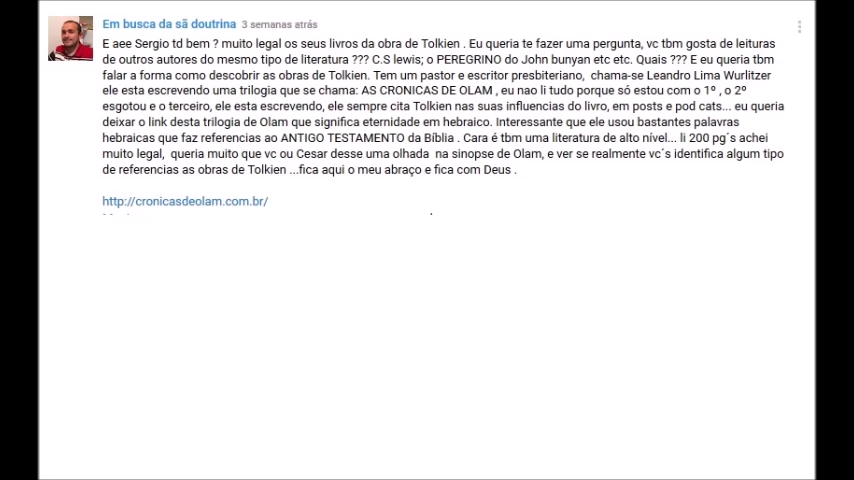 Em busca da sã doutrina 3 semanas atrás
E aee Sergio td bem ? muito legal os seus livros da obra de Tolkien . Eu queria te fazer uma pergunta, vc tbm gosta de leituras
de outros autores do mesmo tipo de literatura ??? C.S lewis; o PEREGRINO do John bunyan etc etc. Quais ??? E eu queria tbm
falar a forma como descobrir as obras de Tolkien. Tem um pastor e escritor presbiteriano, chama-se Leandro Lima Wurlitzer
ele esta escrevendo uma trilogia que se chama: AS CRONICAS DE OLAM , eu nao li tudo porque só estou com o 1º , o 2º
esgotou e o terceiro, ele esta escrevendo, ele sempre cita Tolkien nas suas influencias do livro, em posts e pod cats... eu queria
deixar o link desta trilogia de Olam que significa eternidade em hebraico. Interessante que ele usou bastantes palavras
hebraicas que faz referencias ao ANTIGO TESTAMENTO da Bíblia . Cara é tbm uma literatura de alto nível... li 200 pg´s achei
muito legal, queria muito que vc ou Cesar desse uma olhada na sinopse de Olam, e ver se realmente vc´s identifica algum tipo
de referencias as obras de Tolkien ...fica aqui o meu abraço e fica com Deus .
http://cronicasdeolam.com.br/